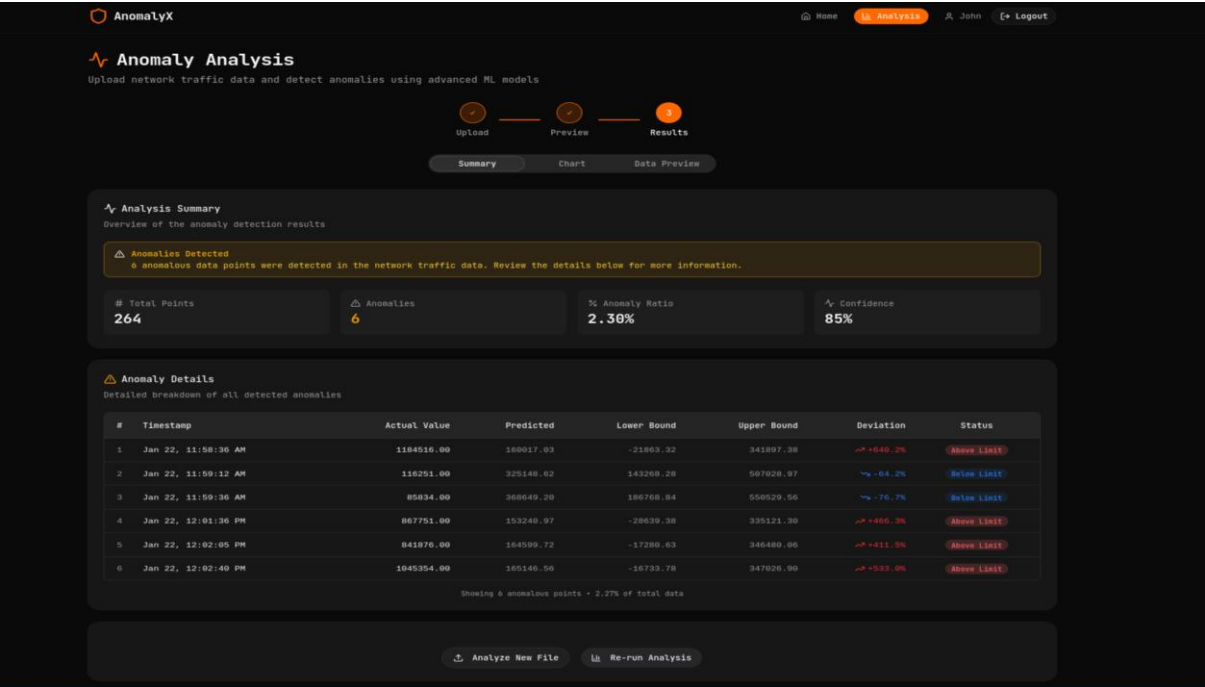 AnomalyX
Home Analysis John Logout
Anomaly Analysis
Upload network traffic data and detect anomalies using advanced ML models
3
Upload Preview Results
Summary Chart Data Preview
Analysis Summary
Overview of the anomaly detection results
Anomalies Detected
6 anomalous data points were detected in the network traffic data. Review the details below for more information.
# Total Points Anomalies % Anomaly Ratio Confidence
264 6 2.30% 85%
Anomaly Details
Detailed breakdown of all detected anomalies
# Timestamp Actual Value Predicted Lower Bound Upper Bound Deviation Status
1 Jan 22, 11:58:36 AM 1184516.00 160017.03 -21863.32 341897.38 +640.2% Above Limit
2 Jan 22, 11:59:12 AM 116251.00 325148.62 143268.28 507028.97 -64.2% Below Limit
3 Jan 22, 11:59:36 AM 85834.00 368649.20 186768.84 550529.56 -76.7% Below Limit
4 Jan 22, 12:01:36 PM 867751.00 153240.97 -28639.38 335121.30 +466.3% Above Limit
5 Jan 22, 12:02:05 PM 841876.00 164599.72 -17280.63 346480.06 +411.5% Above Limit
6 Jan 22, 12:02:40 PM 1045354.00 165146.56 -16733.78 347026.90 +533.0% Above Limit
Showing 6 anomalous points • 2.27% of total data
Analyze New File Re-run Analysis